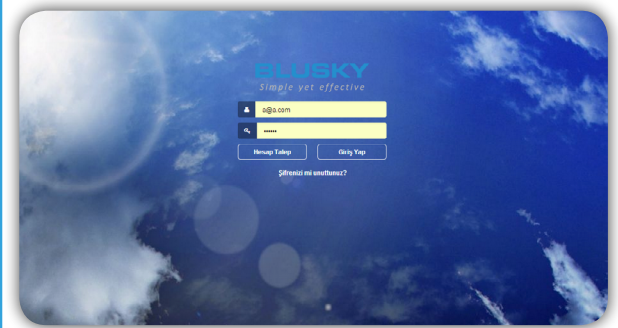 BLUSKY
Simple yet effective
a@a.com
••••••
Hesap Talep
Giriş Yap
Şifrenizi mi unuttunuz?